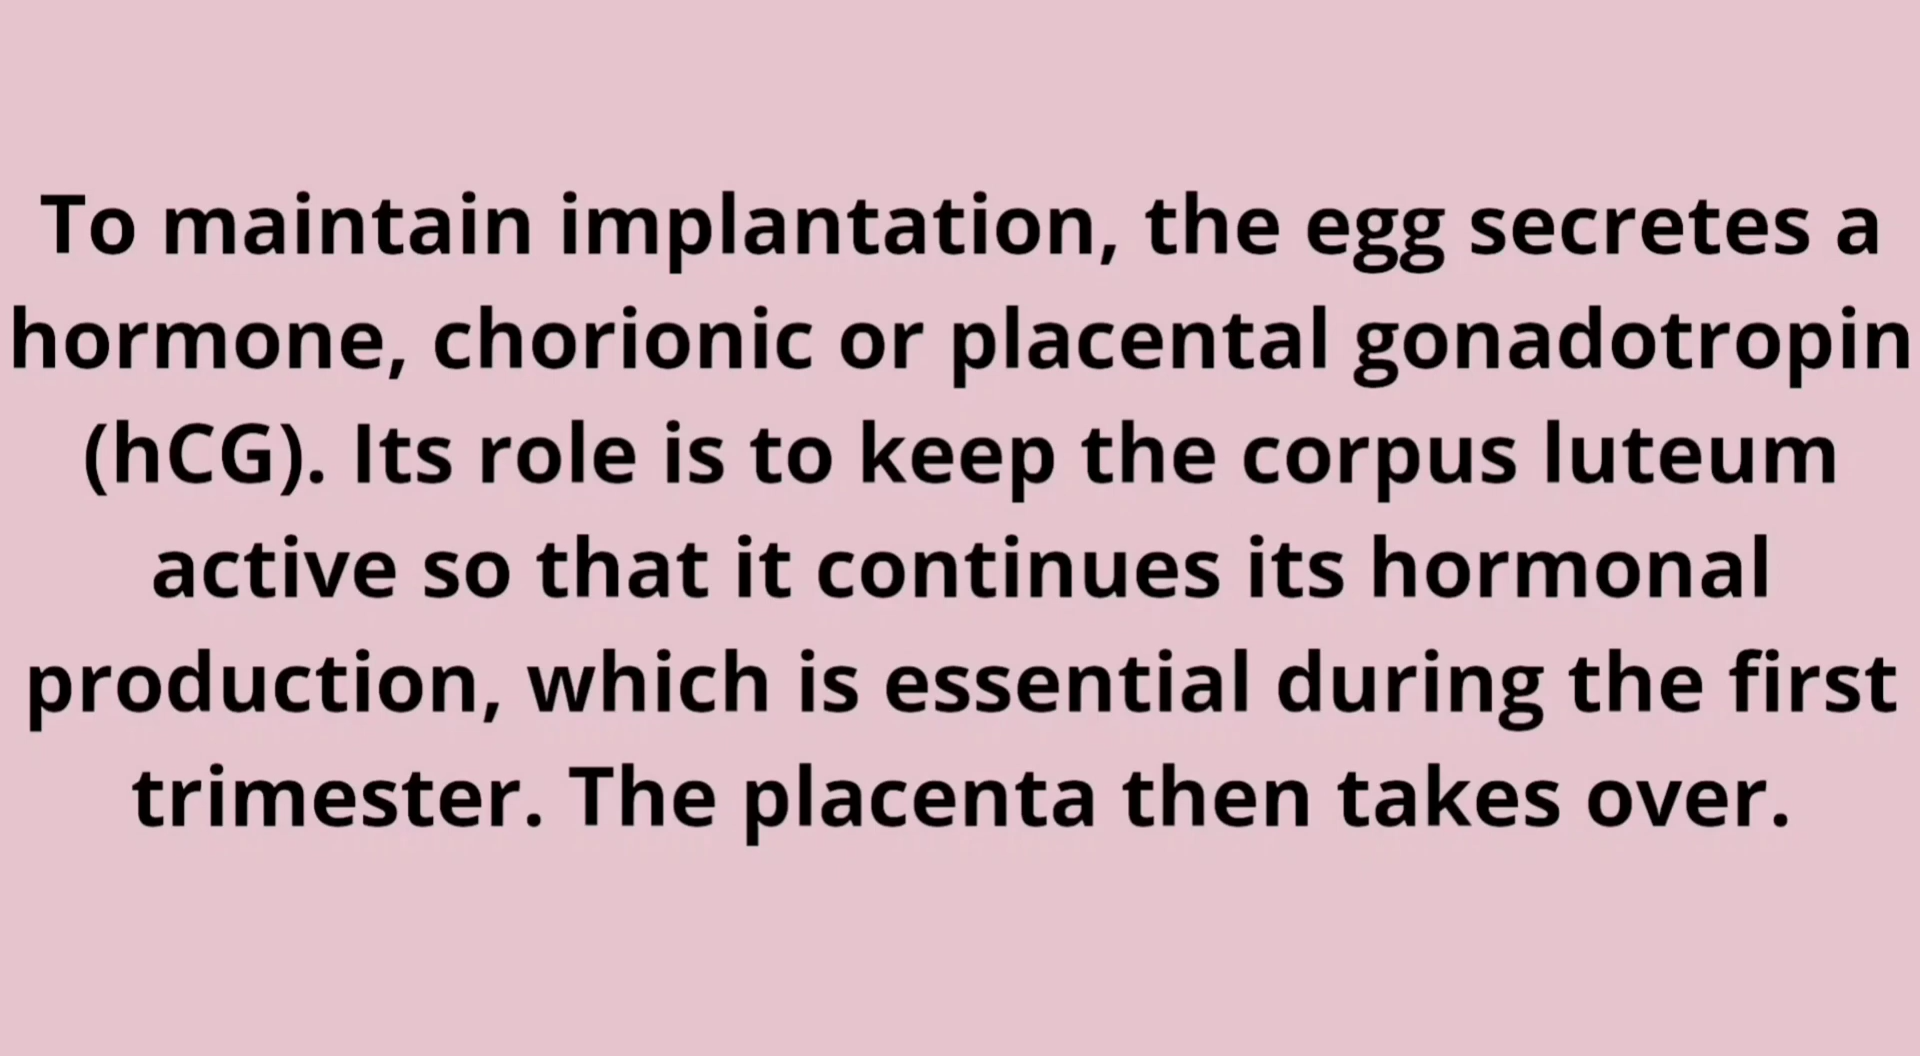 To maintain implantation, the egg secretes a
hormone, chorionic or placental gonadotropin
(hCG). Its role is to keep the corpus luteum
active so that it continues its hormonal
production, which is essential during the first
trimester. The placenta then takes over.